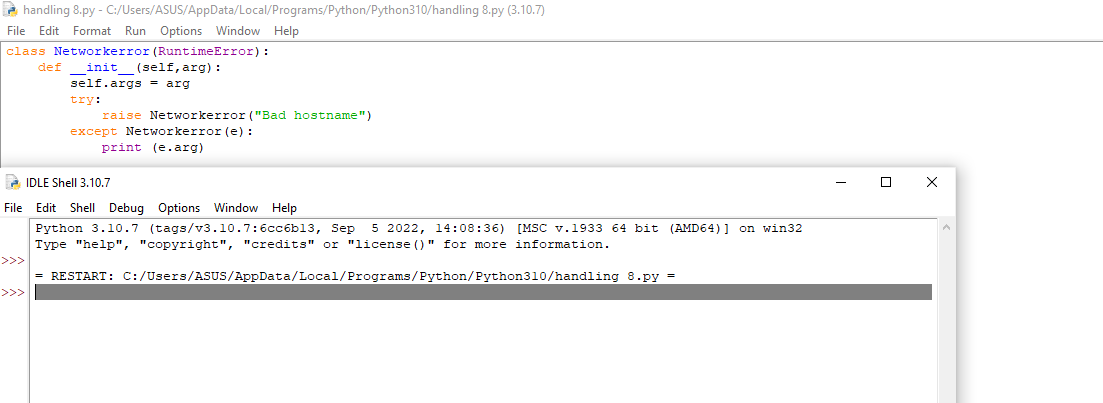 handling 8.py - C:/Users/ASUS/AppData/Local/Programs/Python/Python310/handling 8.py (3.10.7)
File Edit Format Run Options Window Help
class Networkerror(RuntimeError):
    def __init__(self,arg):
        self.args = arg
        try:
            raise Networkerror("Bad hostname")
        except Networkerror(e):
            print (e.arg)
IDLE Shell 3.10.7
File Edit Shell Debug Options Window Help
Python 3.10.7 (tags/v3.10.7:6cc6b13, Sep  5 2022, 14:08:36) [MSC v.1933 64 bit (AMD64)] on win32
Type "help", "copyright", "credits" or "license()" for more information.
>>>
= RESTART: C:/Users/ASUS/AppData/Local/Programs/Python/Python310/handling 8.py =
>>>